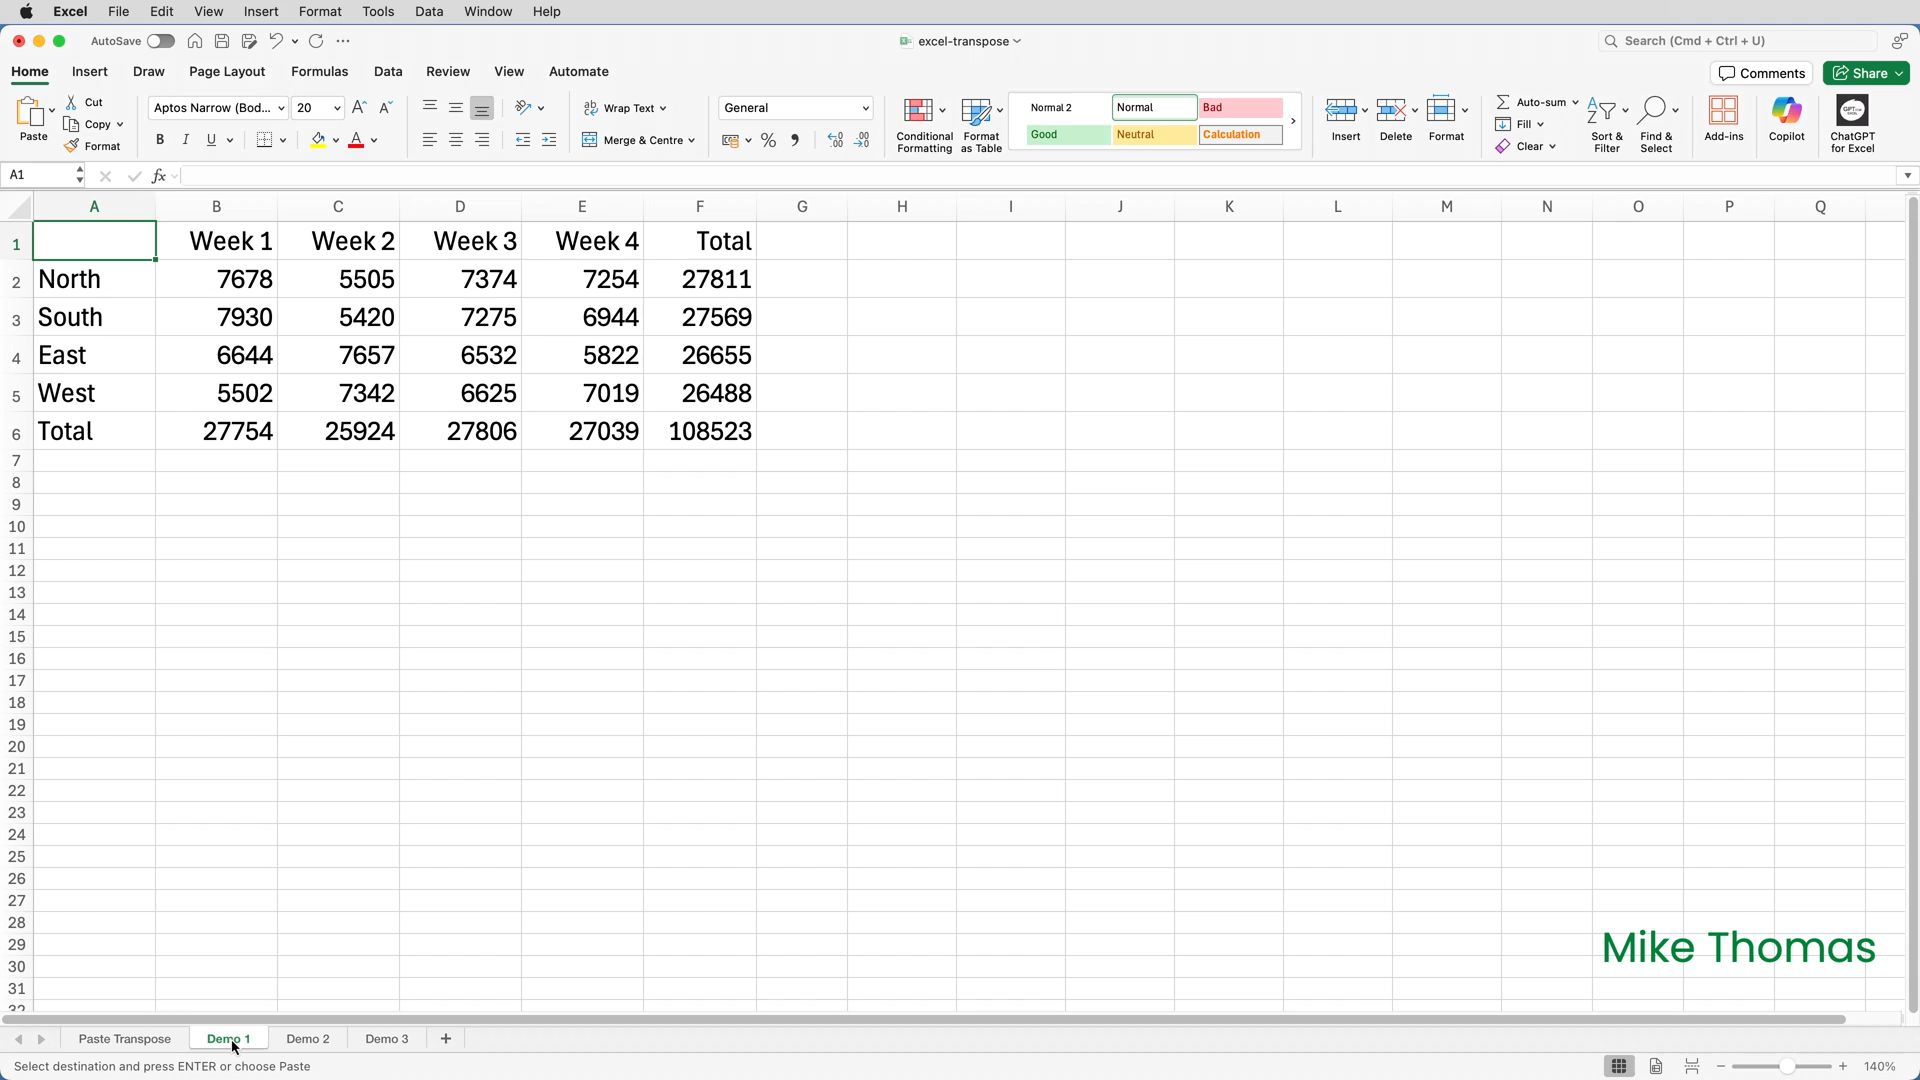 Excel File Edit View Insert Format Tools Data Window Help
AutoSave excel-transpose Search (Cmd + Ctrl + U)
Home Insert Draw Page Layout Formulas Data Review View Automate Comments Share
Paste Cut Copy Format
Aptos Narrow (Bod... 20
B I U A
Wrap Text
Merge & Centre
General
Conditional Formatting
Format as Table
Normal 2 Normal Bad
Good Neutral Calculation
Insert Delete Format
Auto-sum
Fill
Clear
Sort & Filter
Find & Select
Add-ins
Copilot
ChatGPT for Excel
A1 fx
A B C D E F G H I J K L M N O P Q
1 Week 1 Week 2 Week 3 Week 4 Total
2 North 7678 5505 7374 7254 27811
3 South 7930 5420 7275 6944 27569
4 East 6644 7657 6532 5822 26655
5 West 5502 7342 6625 7019 26488
6 Total 27754 25924 27806 27039 108523
7
8
9
10
11
12
13
14
15
16
17
18
19
20
21
22
23
24
25
26
27
28
29
30
31
32
Mike Thomas
Paste Transpose Demo 1 Demo 2 Demo 3 +
Select destination and press ENTER or choose Paste 140%